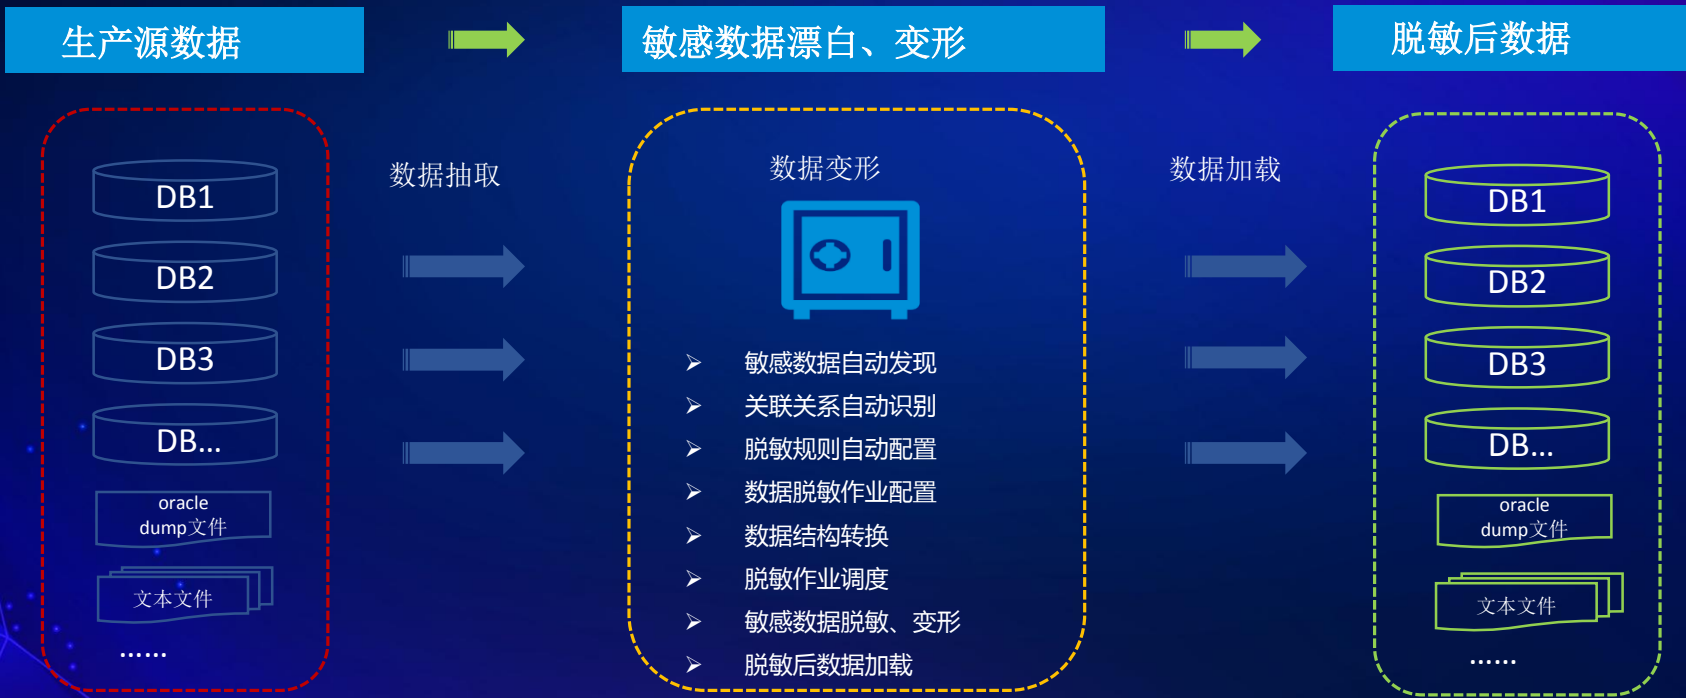 生产源数据
敏感数据漂白、变形
脱敏后数据
DB1
DB2
DB3
DB...
oracle
dump文件
文本文件
......
数据抽取
数据变形
➢ 敏感数据自动发现
➢ 关联关系自动识别
➢ 脱敏规则自动配置
➢ 数据脱敏作业配置
➢ 数据结构转换
➢ 脱敏作业调度
➢ 敏感数据脱敏、变形
➢ 脱敏后数据加载
数据加载
DB1
DB2
DB3
DB...
oracle
dump文件
文本文件
......